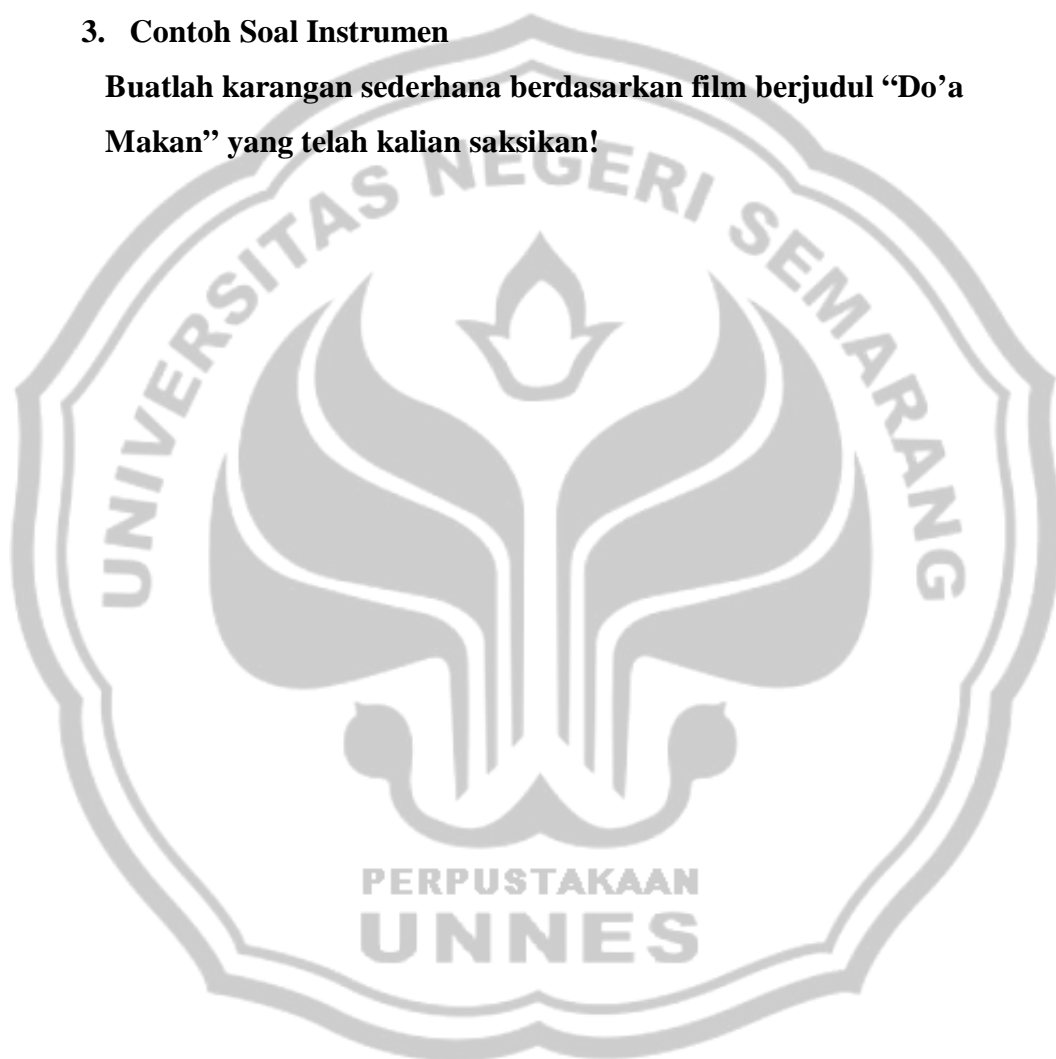 3. Contoh Soal Instrumen
Buatlah karangan sederhana berdasarkan film berjudul “Do’a
Makan” yang telah kalian saksikan!
UNIVERSITAS NEGERI SEMARANG
PERPUSTAKAAN
UNNES